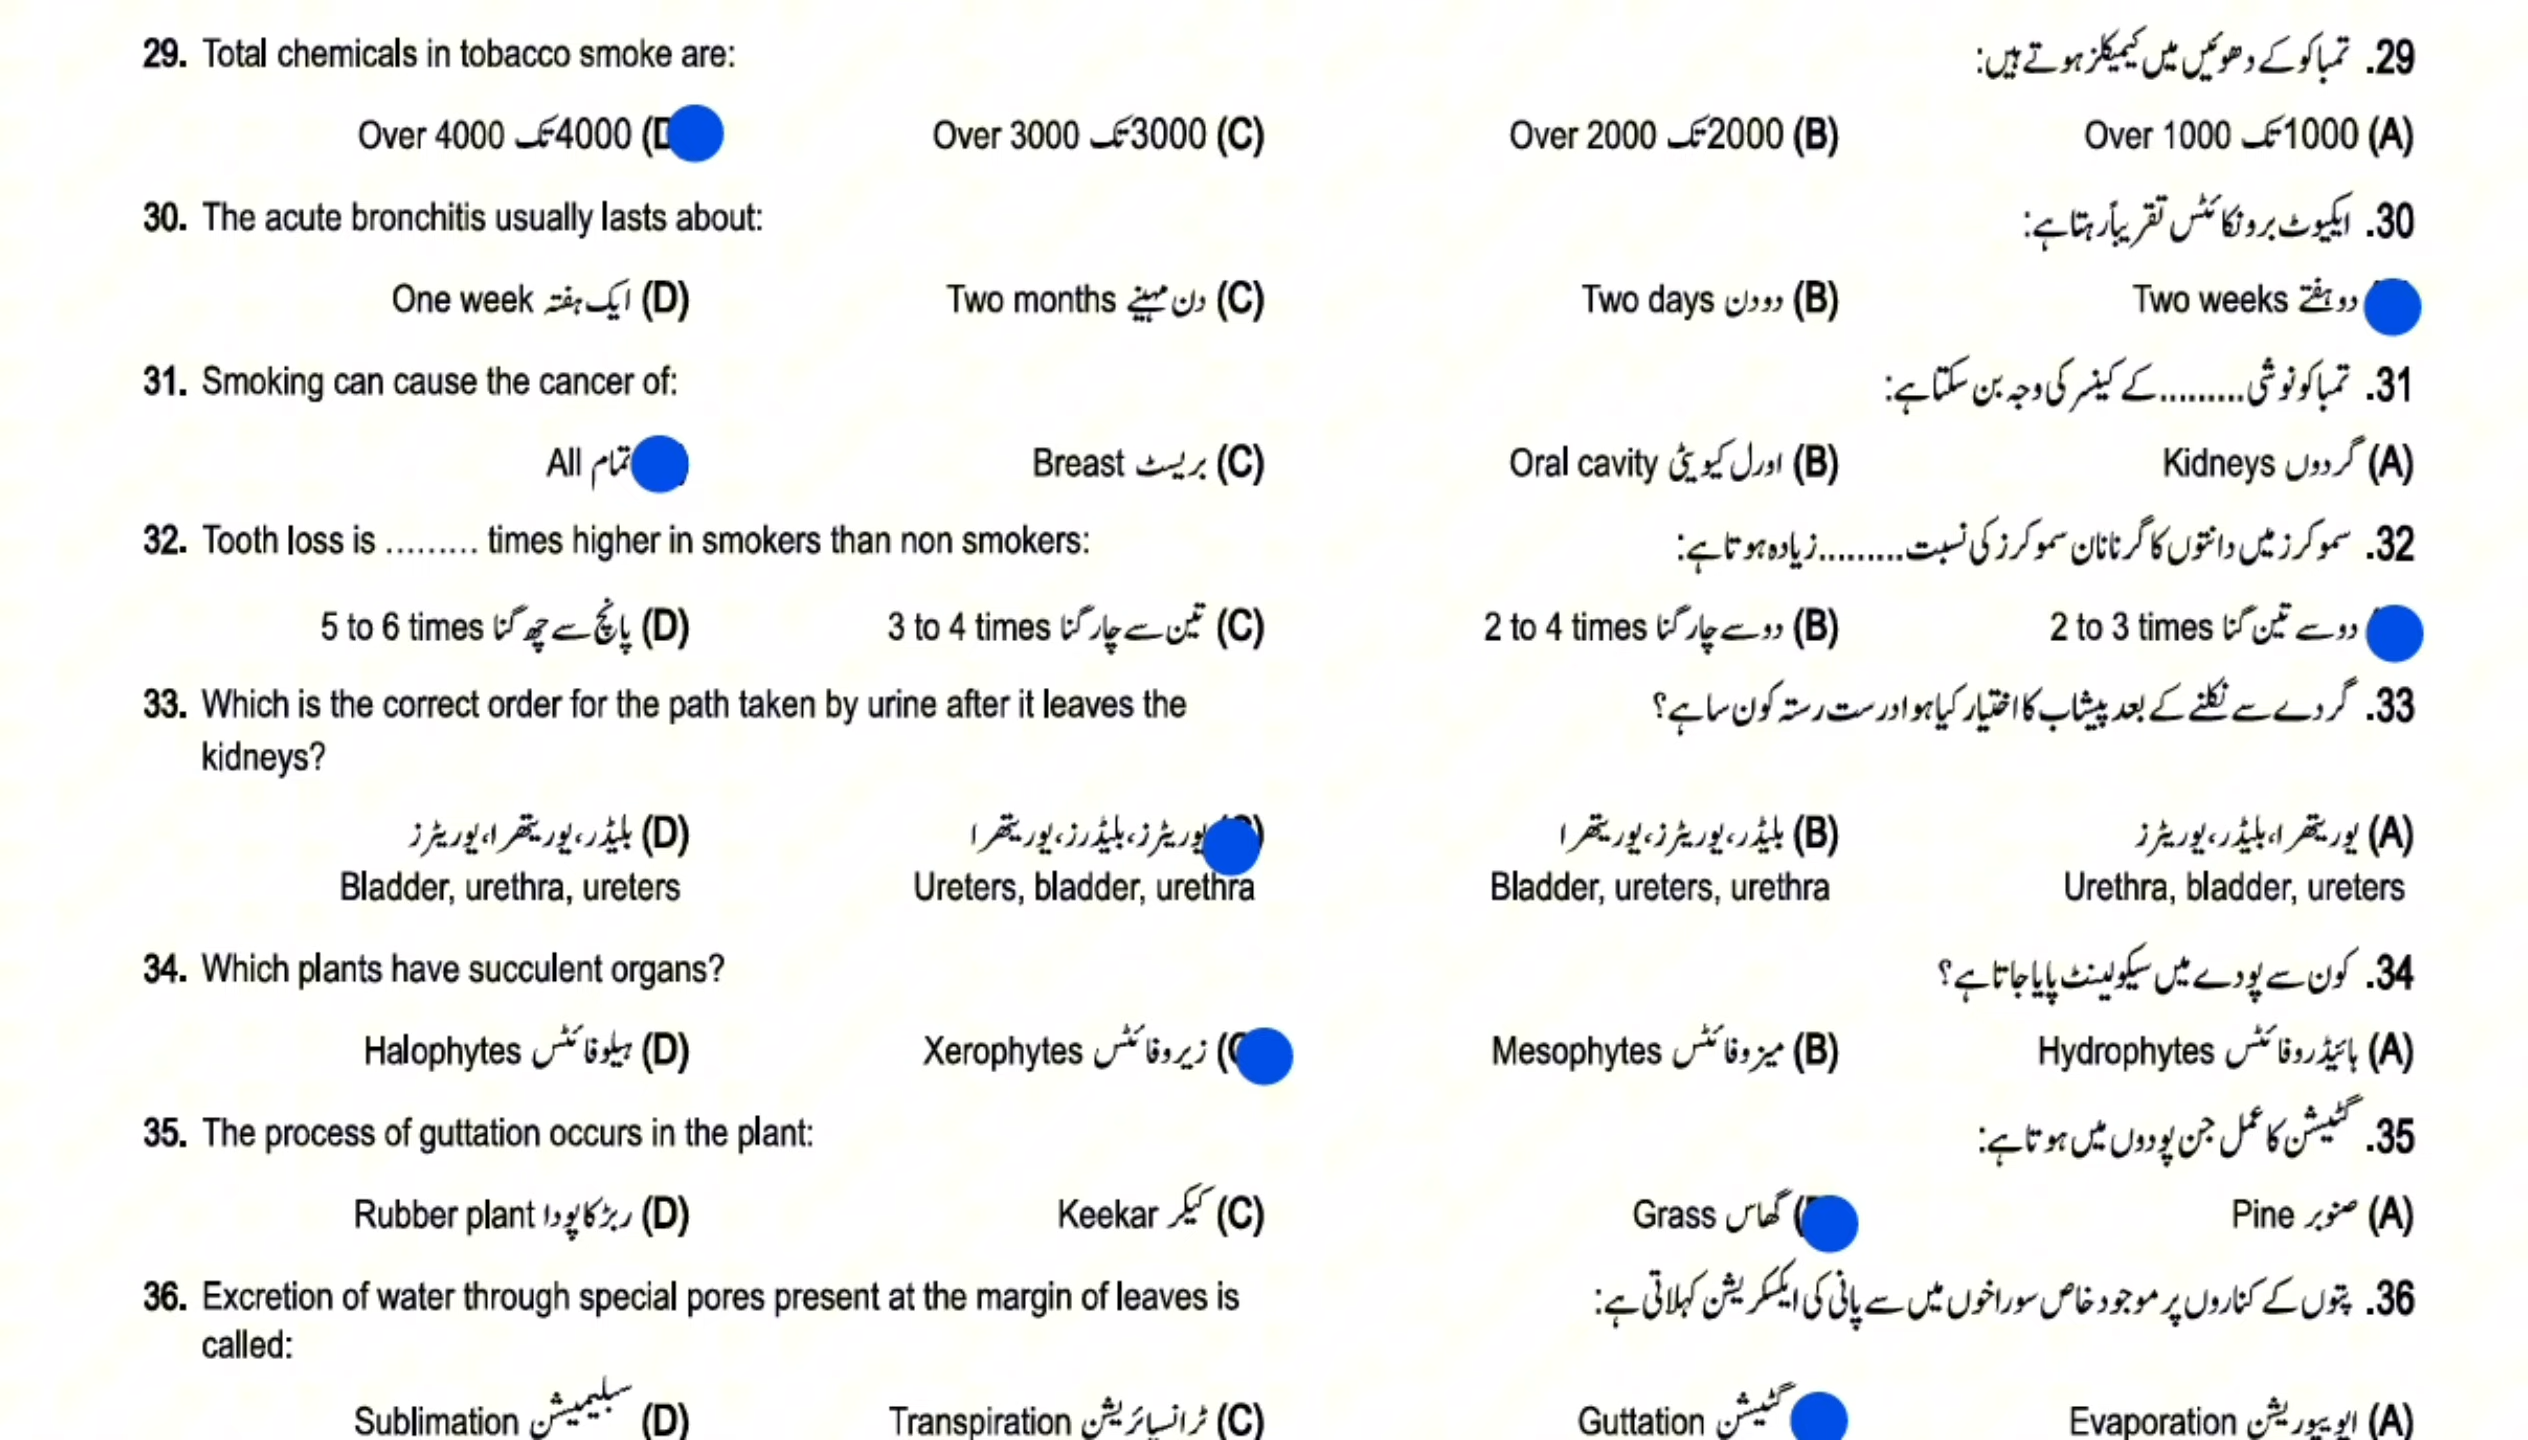 29. Total chemicals in tobacco smoke are:
29. تمباکو کے دھوئیں میں کیمیکلز ہوتے ہیں:
(A) 1000 تک Over 1000
(B) 2000 تک Over 2000
(C) 3000 تک Over 3000
(D 4000 تک Over 4000
30. The acute bronchitis usually lasts about:
30. ایکیوٹ برونکائٹس تقریباً رہتا ہے:
دو ہفتے Two weeks
(B) دو دن Two days
(C) دن مہینے Two months
(D) ایک ہفتہ One week
31. Smoking can cause the cancer of:
31. تمباکو نوشی.........کے کینسر کی وجہ بن سکتا ہے:
(A) گردوں Kidneys
(B) اورل کیویٹی Oral cavity
(C) بریسٹ Breast
تمام All
32. Tooth loss is ......... times higher in smokers than non smokers:
32. سموکرز میں دانتوں کا گرنا نان سموکرز کی نسبت.........زیادہ ہوتا ہے:
دو سے تین گنا 2 to 3 times
(B) دو سے چار گنا 2 to 4 times
(C) تین سے چار گنا 3 to 4 times
(D) پانچ سے چھ گنا 5 to 6 times
33. Which is the correct order for the path taken by urine after it leaves the
kidneys?
33. گردے سے نکلنے کے بعد پیشاب کا اختیار کیا ہوا درست رستہ کون سا ہے؟
(A) یوریتھرا، بلیڈر، یوریٹرز
Urethra, bladder, ureters
(B) بلیڈر، یوریٹرز، یوریتھرا
Bladder, ureters, urethra
یوریٹرز، بلیڈرز، یوریتھرا
Ureters, bladder, urethra
(D) بلیڈر، یوریتھرا، یوریٹرز
Bladder, urethra, ureters
34. Which plants have succulent organs?
34. کون سے پودے میں سیکولینٹ پایا جاتا ہے؟
(A) ہائیڈروفائٹس Hydrophytes
(B) میزوفائٹس Mesophytes
(C زیروفائٹس Xerophytes
(D) ہیلوفائٹس Halophytes
35. The process of guttation occurs in the plant:
35. گٹیشن کا عمل جن پودوں میں ہوتا ہے:
(A) صنوبر Pine
( گھاس Grass
(C) کیکر Keekar
(D) ربڑ کا پودا Rubber plant
36. Excretion of water through special pores present at the margin of leaves is
called:
36. پتوں کے کناروں پر موجود خاص سوراخوں میں سے پانی کی ایکسکریشن کہلاتی ہے:
(A) ایویپوریشن Evaporation
گٹیشن Guttation
(C) ٹرانسپائریشن Transpiration
(D) سبلیمیشن Sublimation